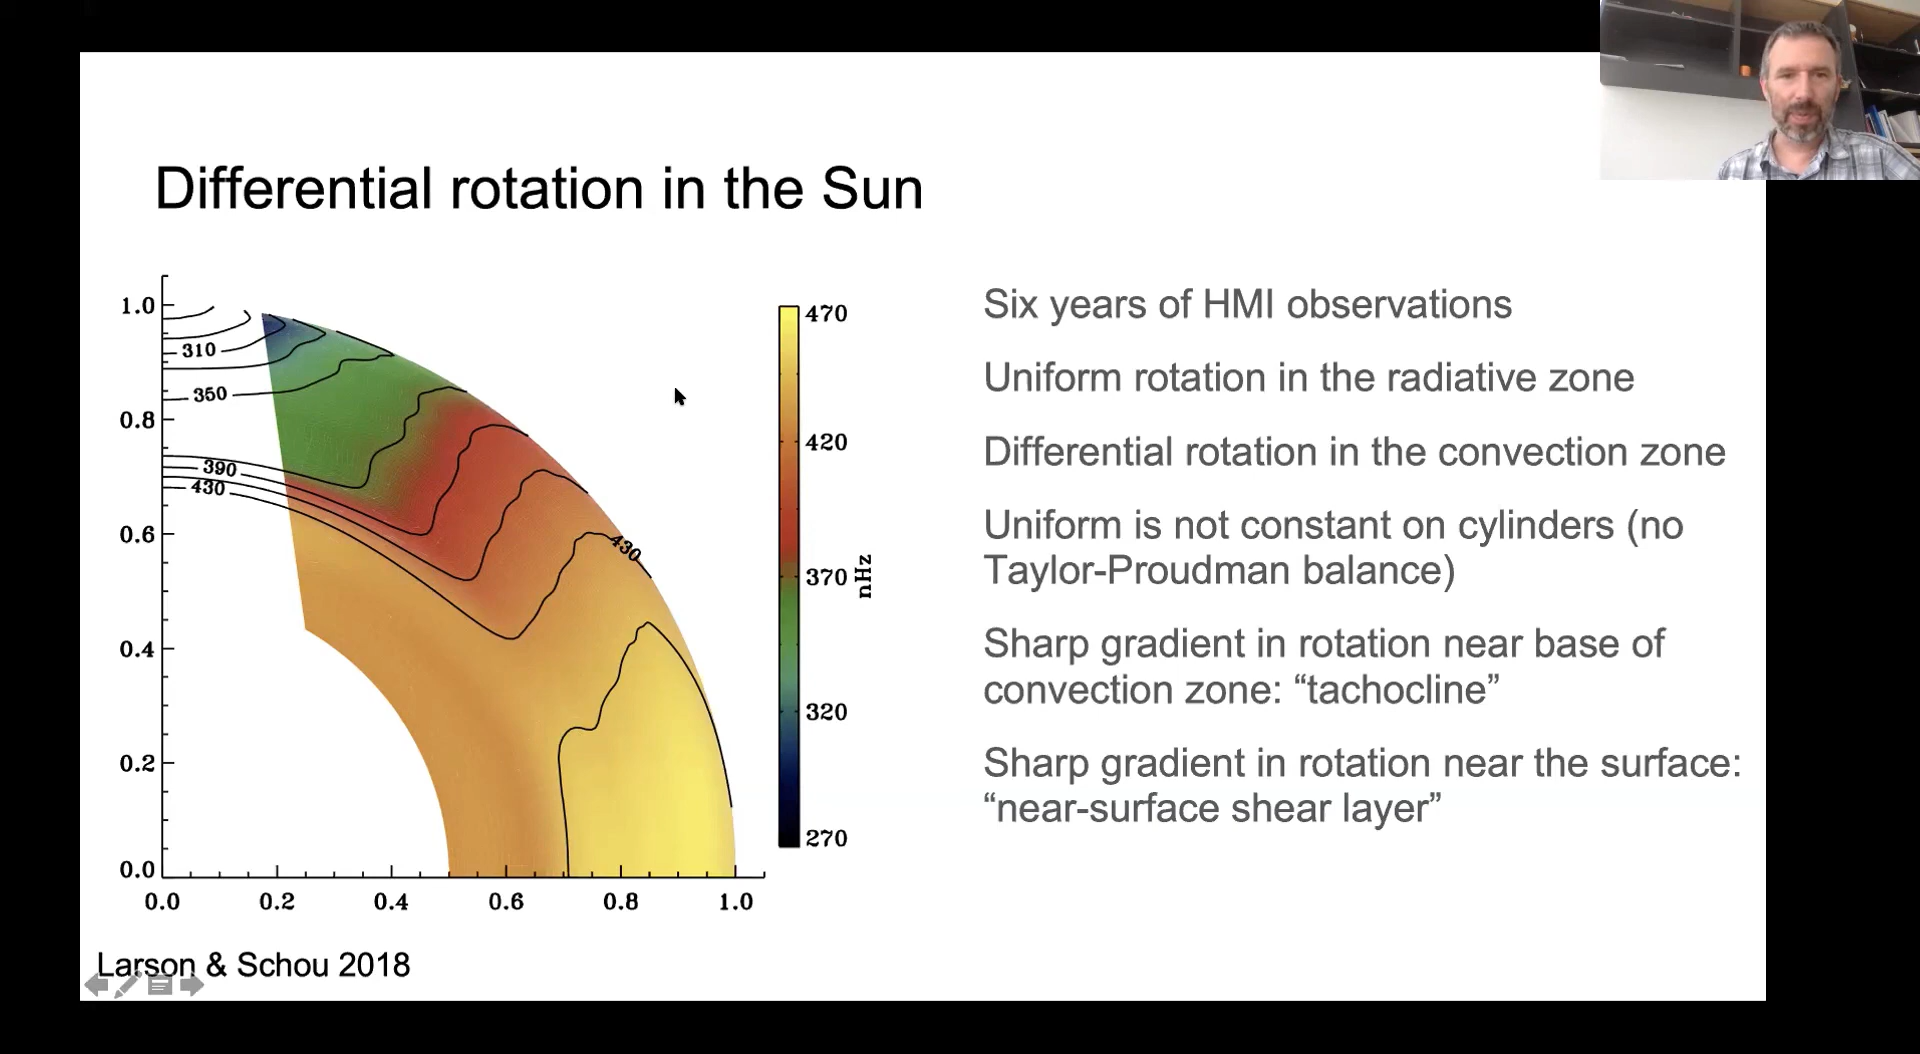 Differential rotation in the Sun
1.0
0.8
0.6
0.4
0.2
0.0
0.0 0.2 0.4 0.6 0.8 1.0
310
350
390
430
430
470
420
370
320
270
nHz
Six years of HMI observations
Uniform rotation in the radiative zone
Differential rotation in the convection zone
Uniform is not constant on cylinders (no
Taylor-Proudman balance)
Sharp gradient in rotation near base of
convection zone: “tachocline”
Sharp gradient in rotation near the surface:
“near-surface shear layer”
Larson & Schou 2018